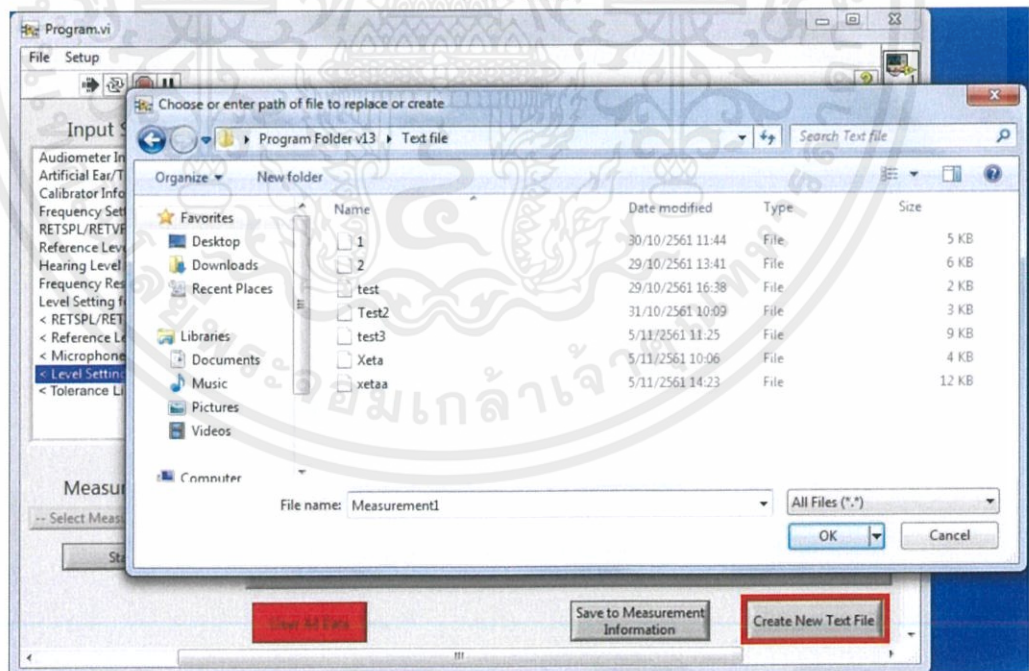 Program.vi
File Setup
Choose or enter path of file to replace or create
Program Folder v13 Text file
Search Text file
Organize New folder
Input
Audiometer In
Artificial Ear/T
Calibrator Info
Frequency Sett
RETSPL/RETVF
Reference Leve
Hearing Level
Frequency Res
Level Setting f
< RETSPL/RET
< Reference Le
< Microphone
< Level Setting
< Tolerance Li
Favorites
Desktop
Downloads
Recent Places
Libraries
Documents
Music
Pictures
Videos
Computer
Name Date modified Type Size
1 30/10/2561 11:44 File 5 KB
2 29/10/2561 13:41 File 6 KB
test 29/10/2561 16:38 File 2 KB
Test2 31/10/2561 10:09 File 3 KB
test3 5/11/2561 11:25 File 9 KB
Xeta 5/11/2561 10:06 File 4 KB
xetaa 5/11/2561 14:23 File 12 KB
File name: Measurement1 All Files (*.*)
OK Cancel
Measur
-- Select Meas
Sta
Clear All Data
Save to Measurement
Information
Create New Text File